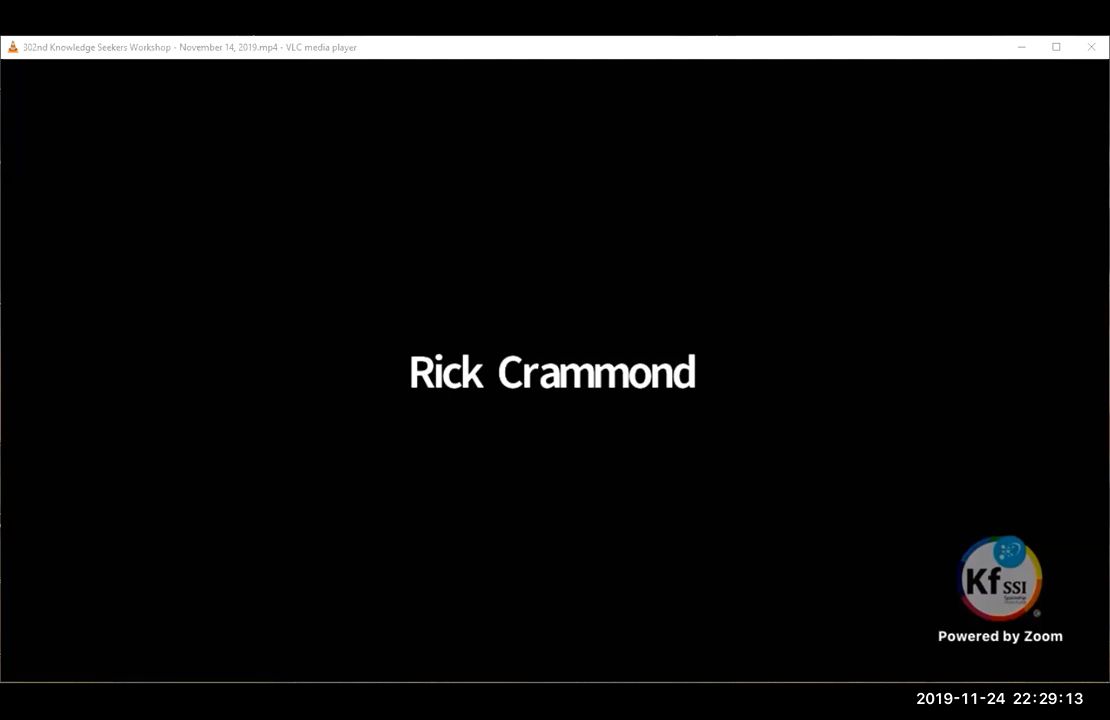 302nd Knowledge Seekers Workshop - November 14, 2019.mp4 - VLC media player
Rick Crammond
Kf SSI
Powered by Zoom
2019-11-24 22:29:13